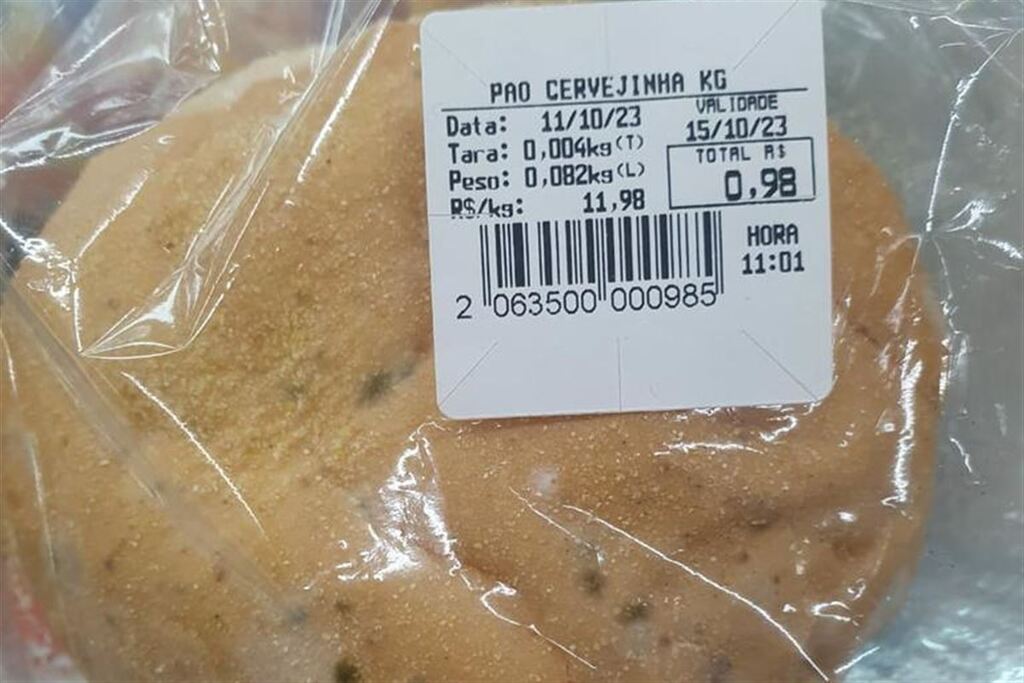 PAO CERVEJINHA KG
Data: 11/10/23
VALIDADE
15/10/23
Tara: 0,004kg(T)
Peso: 0,082kg(L)
R$/kg: 11,98
TOTAL R$
0,98
HORA
11:01
2 063500 000985